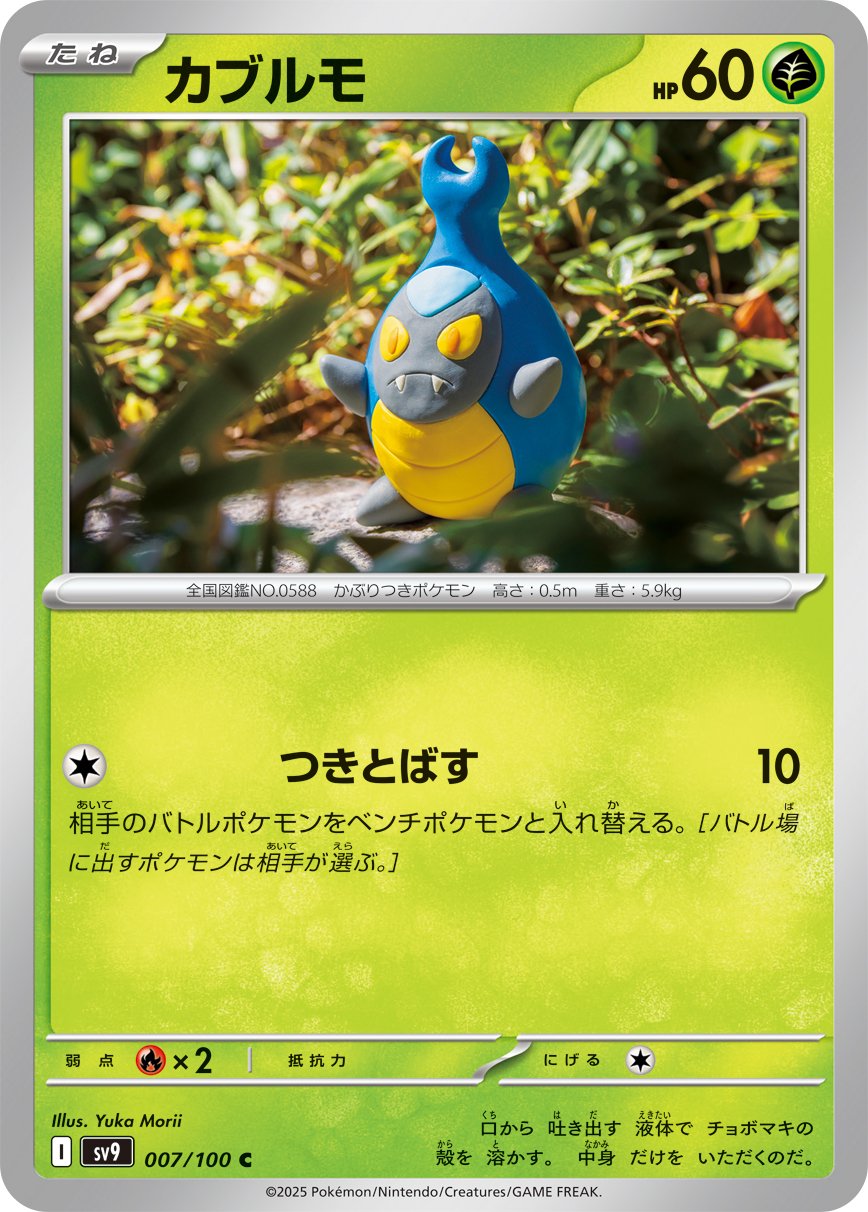 たね
カブルモ
HP60
全国図鑑NO.0588 かぶりつきポケモン 高さ：0.5m 重さ：5.9kg
つきとばす 10
相手のバトルポケモンをベンチポケモンと入れ替える。[バトル場
に出すポケモンは相手が選ぶ。]
弱点 ×2 抵抗力 にげる
Illus. Yuka Morii
口から 吐き出す 液体で チョボマキの
殻を 溶かす。 中身 だけを いただくのだ。
I sv9 007/100 C
©2025 Pokémon/Nintendo/Creatures/GAME FREAK.